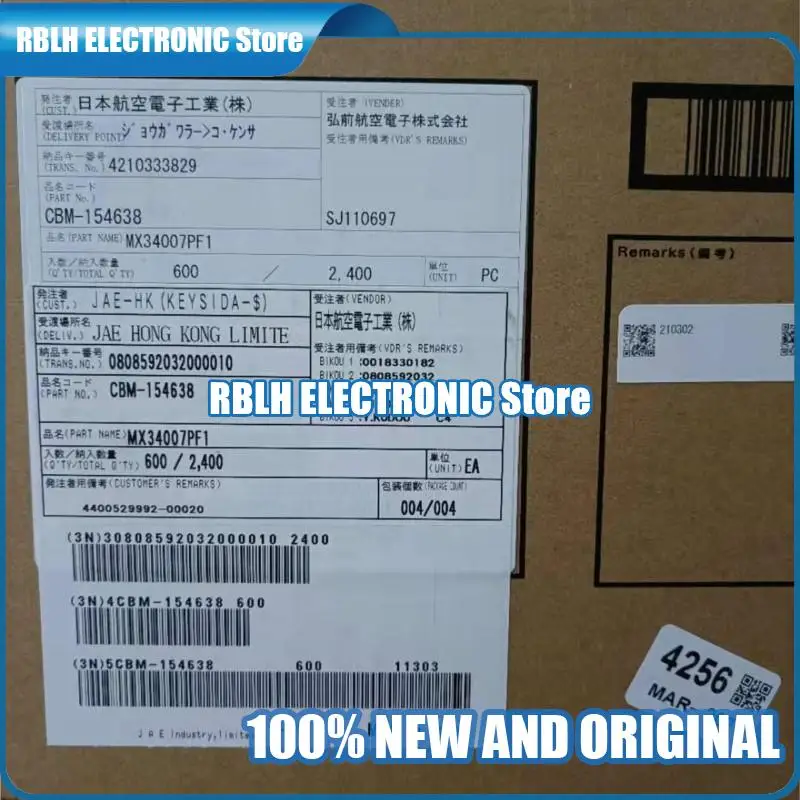 RBLH ELECTRONIC Store
発注者 (CUST.) 日本航空電子工業(株)
受注者 (VENDOR)
弘前航空電子株式会社
受渡場所名 (DELIVERY POINT) ジョウガワラーンコ・ケンサ
受注者用備考(VDR'S REMARKS)
納品キー番号 (TRANS. No.) 4210333829
品名コード (PART No.)
CBM-154638
SJ110697
品名(PART NAME) MX34007PF1
入数/納入数量 (Q'TY/TOTAL Q'TY) 600 / 2,400
単位 (UNIT) PC
発注者 (CUST.) JAE-HK(KEYSIDA-$)
受注者(VENDOR)
日本航空電子工業(株)
受渡場所名 (DELIV.) JAE HONG KONG LIMITE
納品キー番号 (TRANS.NO.) 0808592032000010
受注者用備考(VDR'S REMARKS)
BIKOU 1 :0018330182
BIKOU 2 :0808592032
品名コード (PART NO.) CBM-154638
RBLH ELECTRONIC Store
品名(PART NAME) MX34007PF1
入数/納入数量 (Q'TY/TOTAL Q'TY) 600 / 2,400
単位 (UNIT) EA
発注者用備考(CUSTOMER'S REMARKS)
4400529992-00020
包装個数(PACKAGE COUNT)
004/004
(3N)30808592032000010 2400
(3N)4CBM-154638 600
(3N)5CBM-154638 600 11303
JAE Industry,
Remarks(備考)
210302
4256
MAR
100% NEW AND ORIGINAL